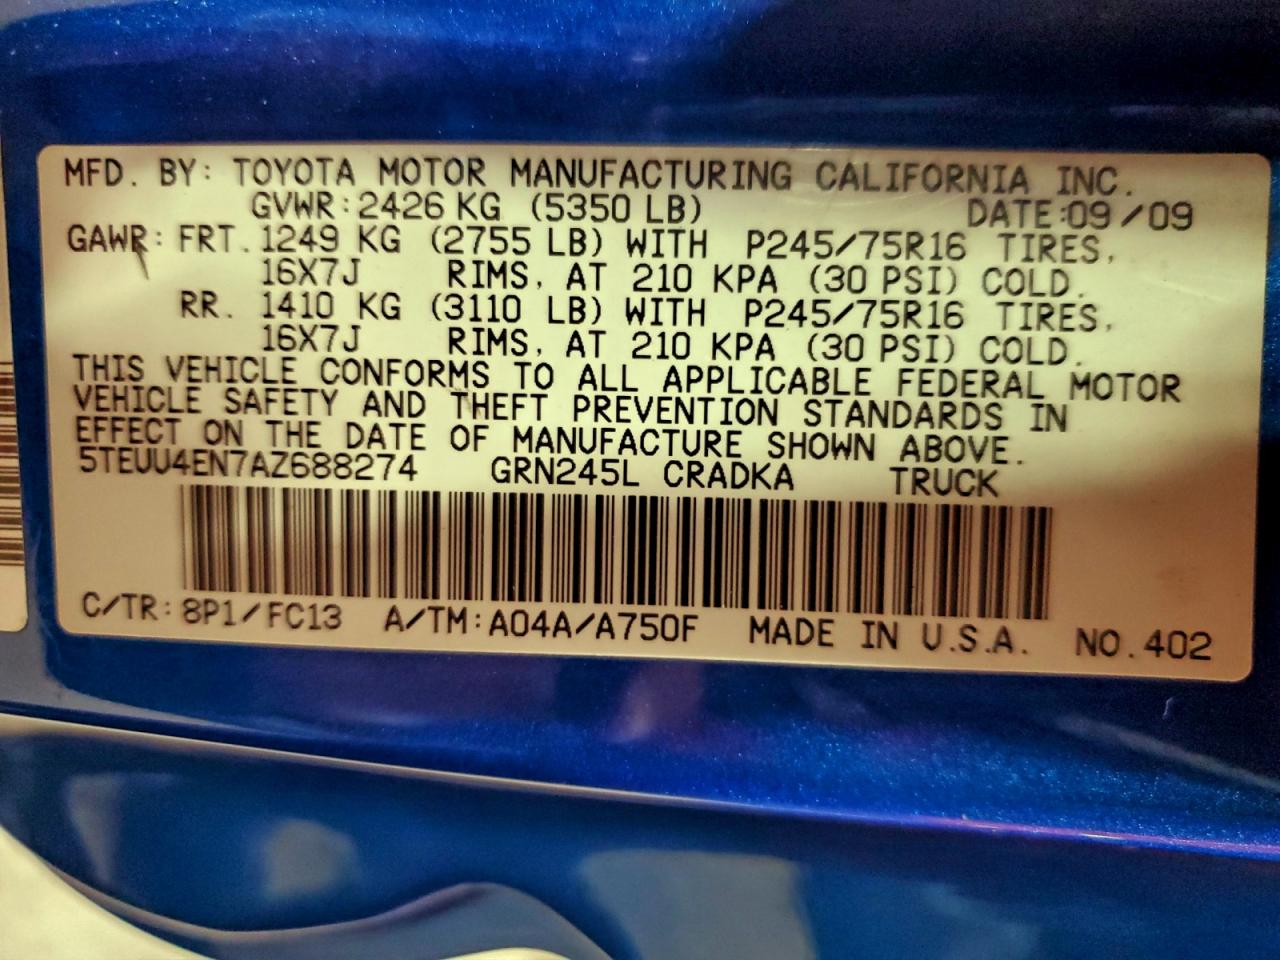 MFD. BY: TOYOTA MOTOR MANUFACTURING CALIFORNIA INC.
GVWR: 2426 KG (5350 LB) DATE: 09/09
GAWR: FRT. 1249 KG (2755 LB) WITH P245/75R16 TIRES,
16X7J RIMS, AT 210 KPA (30 PSI) COLD.
RR. 1410 KG (3110 LB) WITH P245/75R16 TIRES,
16X7J RIMS, AT 210 KPA (30 PSI) COLD.
THIS VEHICLE CONFORMS TO ALL APPLICABLE FEDERAL MOTOR
VEHICLE SAFETY AND THEFT PREVENTION STANDARDS IN
EFFECT ON THE DATE OF MANUFACTURE SHOWN ABOVE.
5TEUU4EN7AZ688274 GRN245L CRADKA TRUCK
C/TR: 8P1/FC13 A/TM: A04A/A750F MADE IN U.S.A. NO. 402